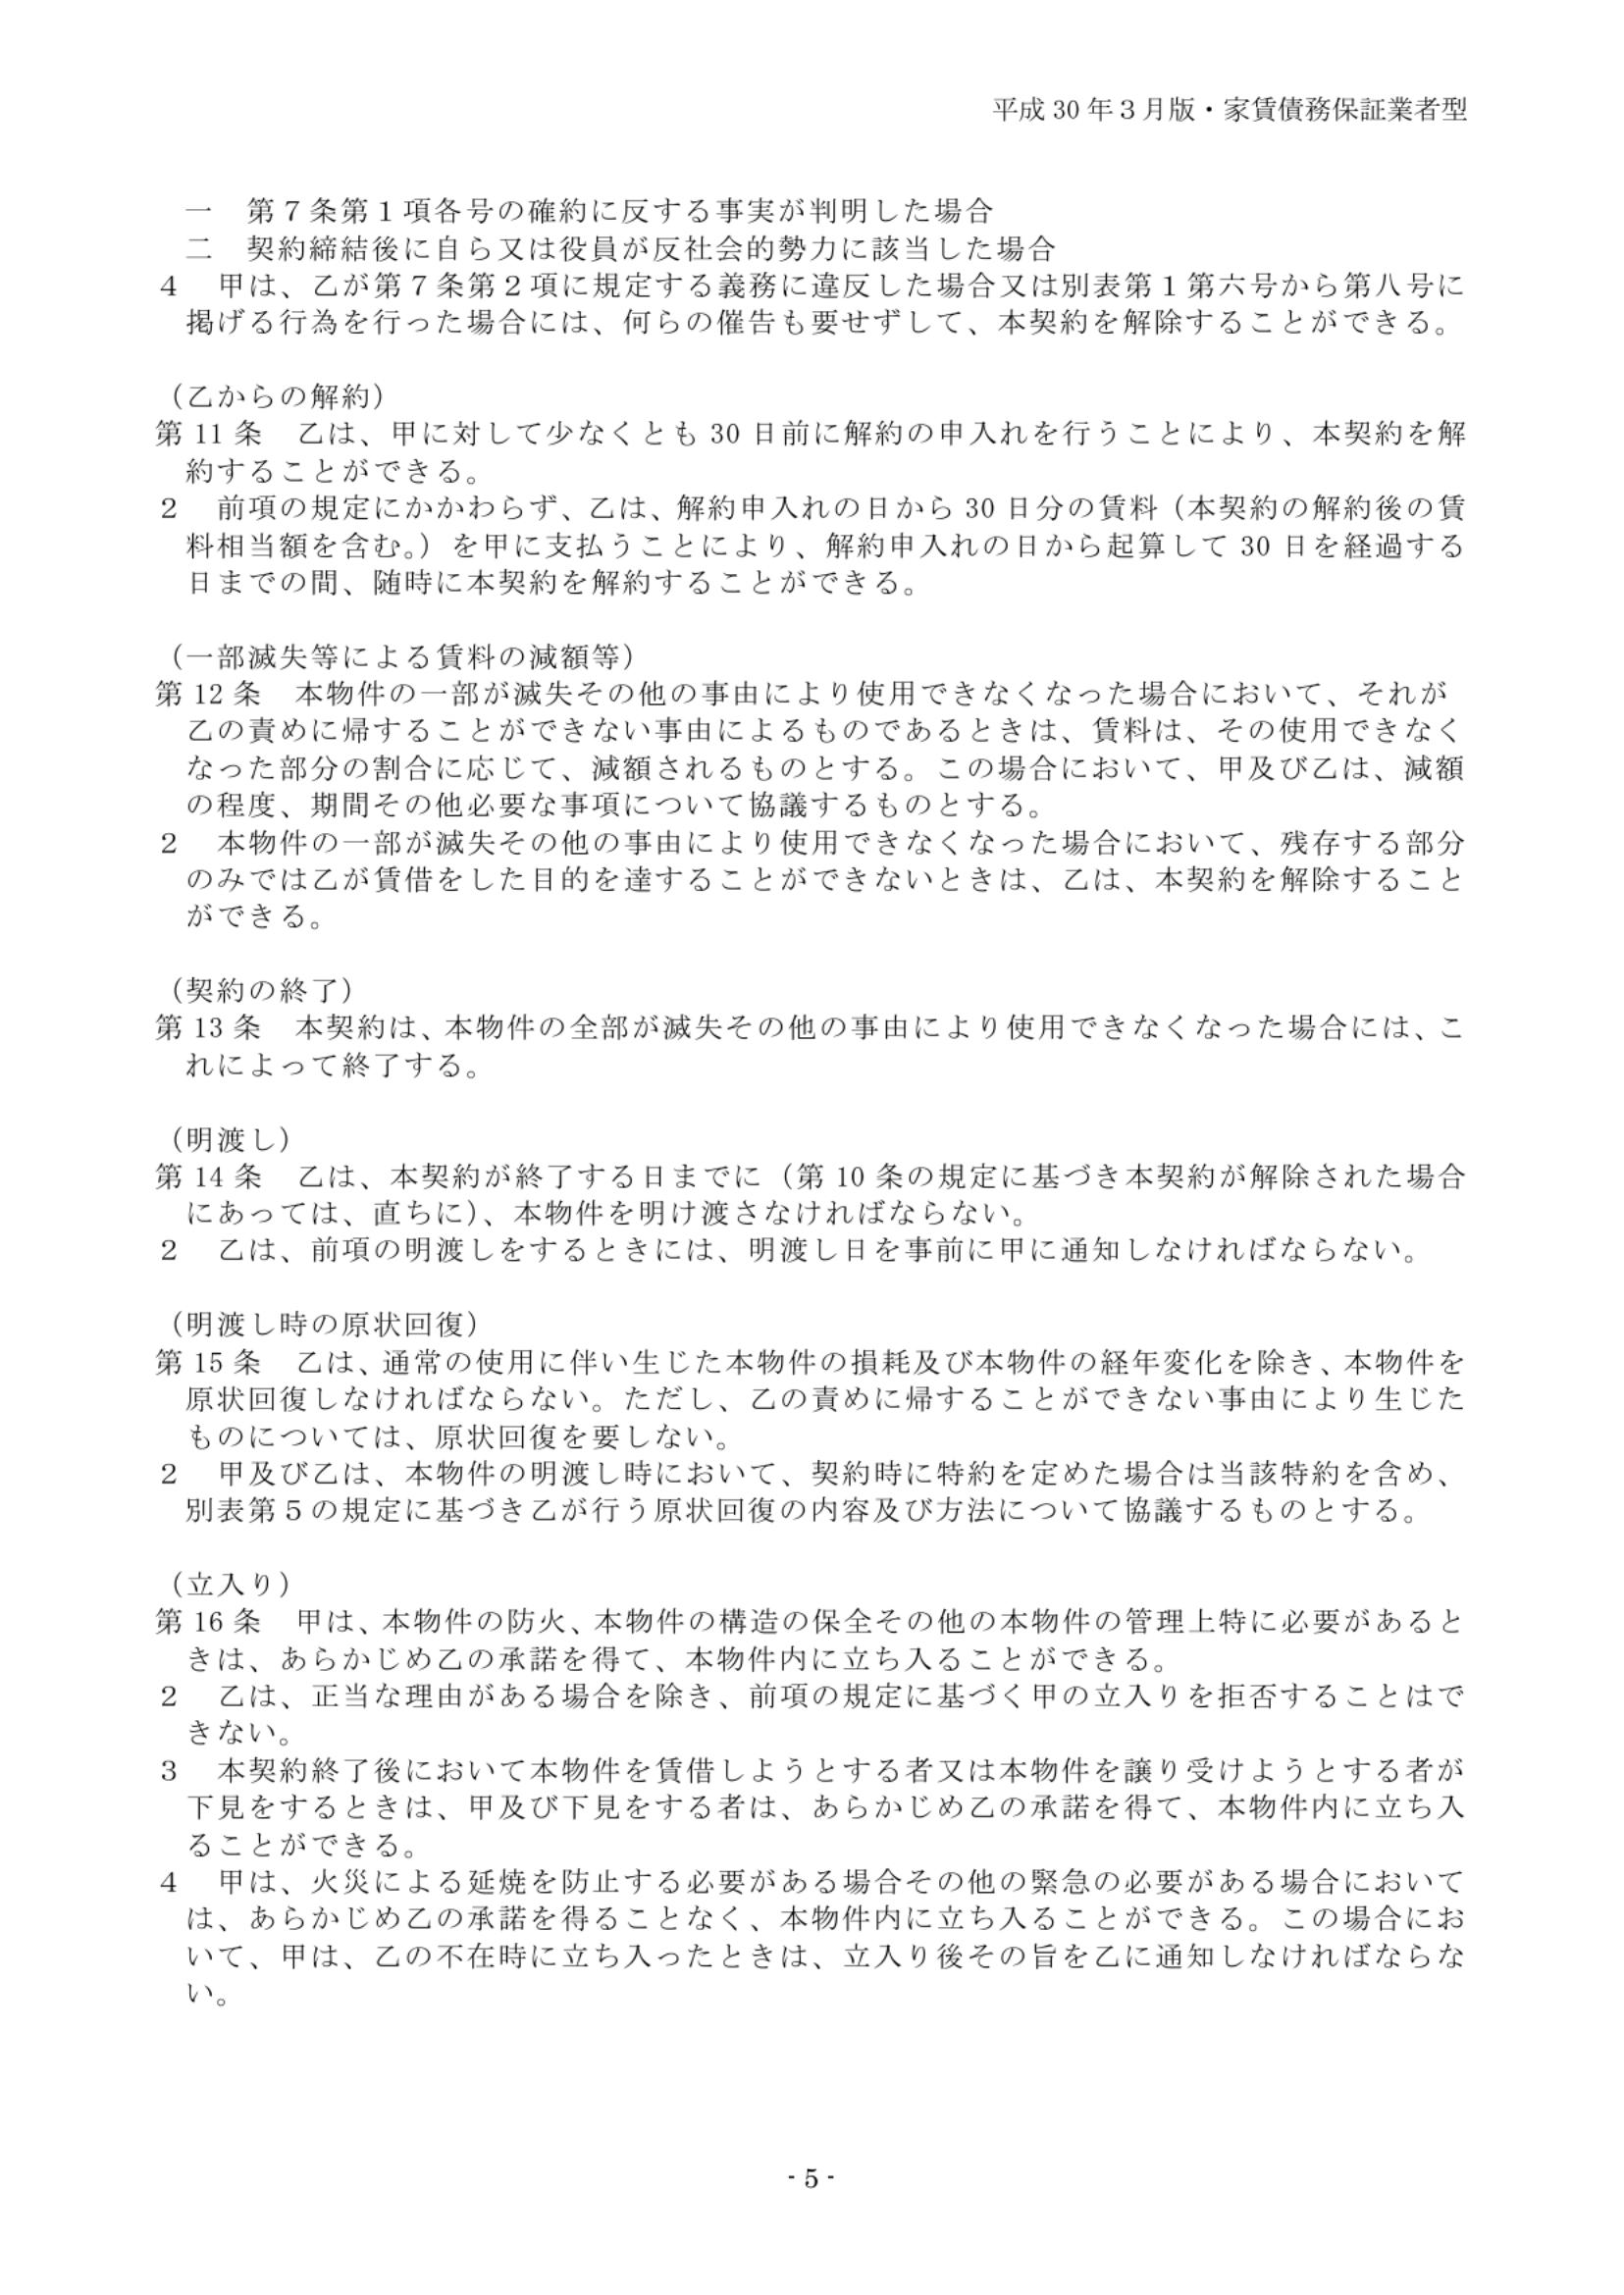 平成 30 年３月版・家賃債務保証業者型
一　第７条第１項各号の確約に反する事実が判明した場合
二　契約締結後に自ら又は役員が反社会的勢力に該当した場合
４　甲は、乙が第７条第２項に規定する義務に違反した場合又は別表第１第六号から第八号に
掲げる行為を行った場合には、何らの催告も要せずして、本契約を解除することができる。
（乙からの解約）
第 11 条　乙は、甲に対して少なくとも 30 日前に解約の申入れを行うことにより、本契約を解
約することができる。
２　前項の規定にかかわらず、乙は、解約申入れの日から 30 日分の賃料（本契約の解約後の賃
料相当額を含む。）を甲に支払うことにより、解約申入れの日から起算して 30 日を経過する
日までの間、随時に本契約を解約することができる。
（一部滅失等による賃料の減額等）
第 12 条　本物件の一部が滅失その他の事由により使用できなくなった場合において、それが
乙の責めに帰することができない事由によるものであるときは、賃料は、その使用できなく
なった部分の割合に応じて、減額されるものとする。この場合において、甲及び乙は、減額
の程度、期間その他必要な事項について協議するものとする。
２　本物件の一部が滅失その他の事由により使用できなくなった場合において、残存する部分
のみでは乙が賃借をした目的を達することができないときは、乙は、本契約を解除すること
ができる。
（契約の終了）
第 13 条　本契約は、本物件の全部が滅失その他の事由により使用できなくなった場合には、こ
れによって終了する。
（明渡し）
第 14 条　乙は、本契約が終了する日までに（第 10 条の規定に基づき本契約が解除された場合
にあっては、直ちに）、本物件を明け渡さなければならない。
２　乙は、前項の明渡しをするときには、明渡し日を事前に甲に通知しなければならない。
（明渡し時の原状回復）
第 15 条　乙は、通常の使用に伴い生じた本物件の損耗及び本物件の経年変化を除き、本物件を
原状回復しなければならない。ただし、乙の責めに帰することができない事由により生じた
ものについては、原状回復を要しない。
２　甲及び乙は、本物件の明渡し時において、契約時に特約を定めた場合は当該特約を含め、
別表第５の規定に基づき乙が行う原状回復の内容及び方法について協議するものとする。
（立入り）
第 16 条　甲は、本物件の防火、本物件の構造の保全その他の本物件の管理上特に必要があると
きは、あらかじめ乙の承諾を得て、本物件内に立ち入ることができる。
２　乙は、正当な理由がある場合を除き、前項の規定に基づく甲の立入りを拒否することはで
きない。
３　本契約終了後において本物件を賃借しようとする者又は本物件を譲り受けようとする者が
下見をするときは、甲及び下見をする者は、あらかじめ乙の承諾を得て、本物件内に立ち入
ることができる。
４　甲は、火災による延焼を防止する必要がある場合その他の緊急の必要がある場合において
は、あらかじめ乙の承諾を得ることなく、本物件内に立ち入ることができる。この場合にお
いて、甲は、乙の不在時に立ち入ったときは、立入り後その旨を乙に通知しなければならな
い。
- 5 -